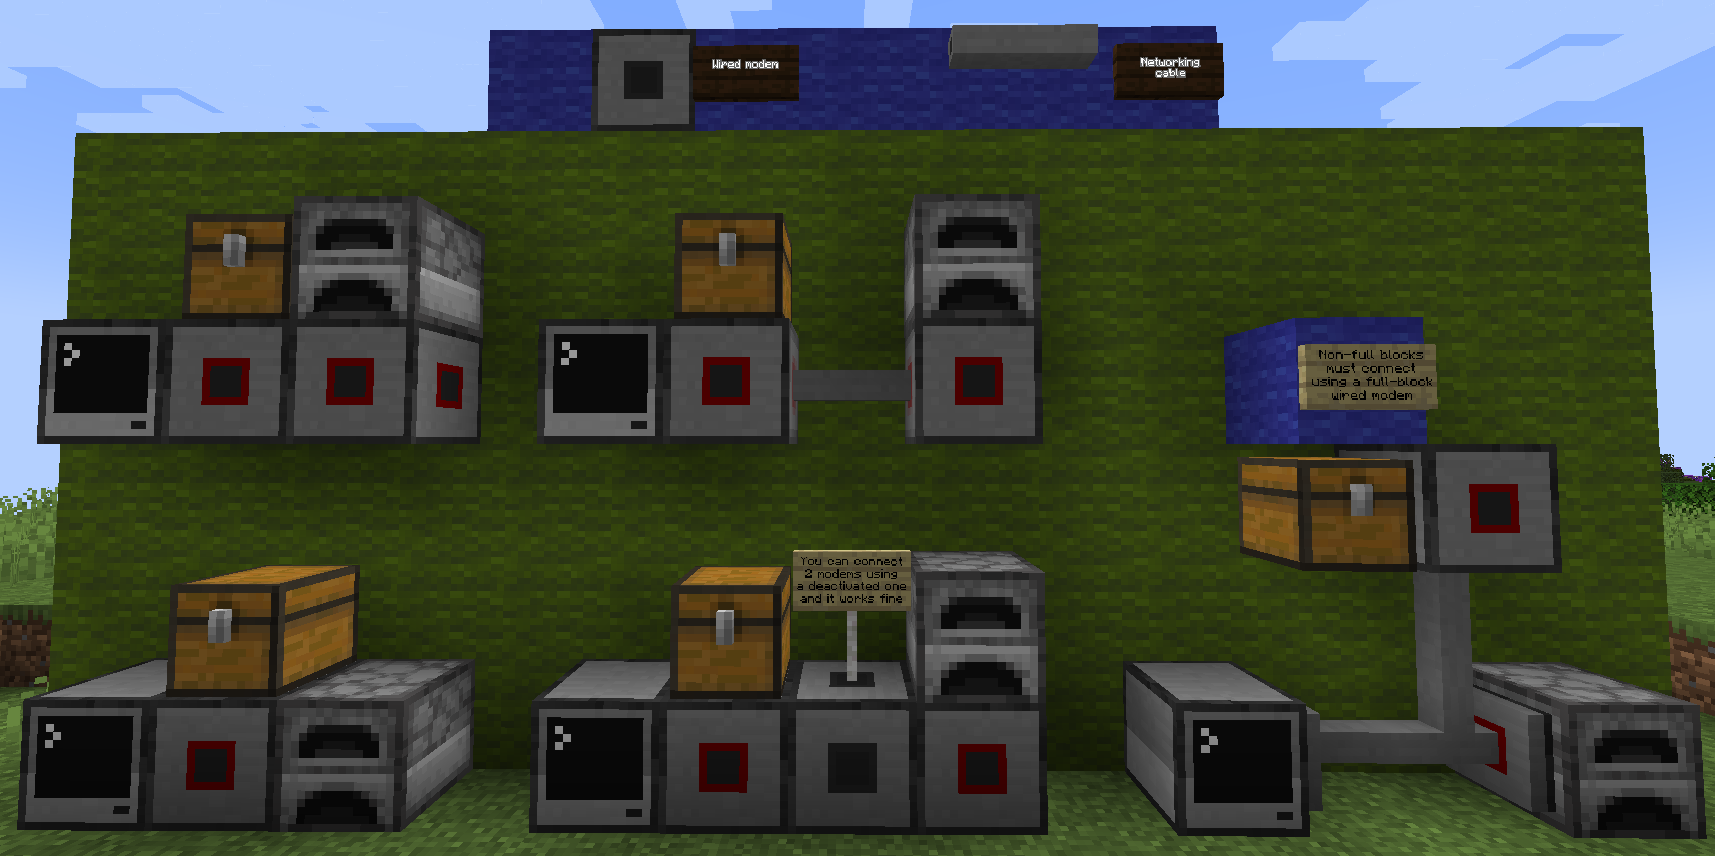 Wired modem
Networking
cable
Non-full blocks
must connect
using a full-block
wired modem
You can connect
2 modems using
a deactivated one
and it works fine